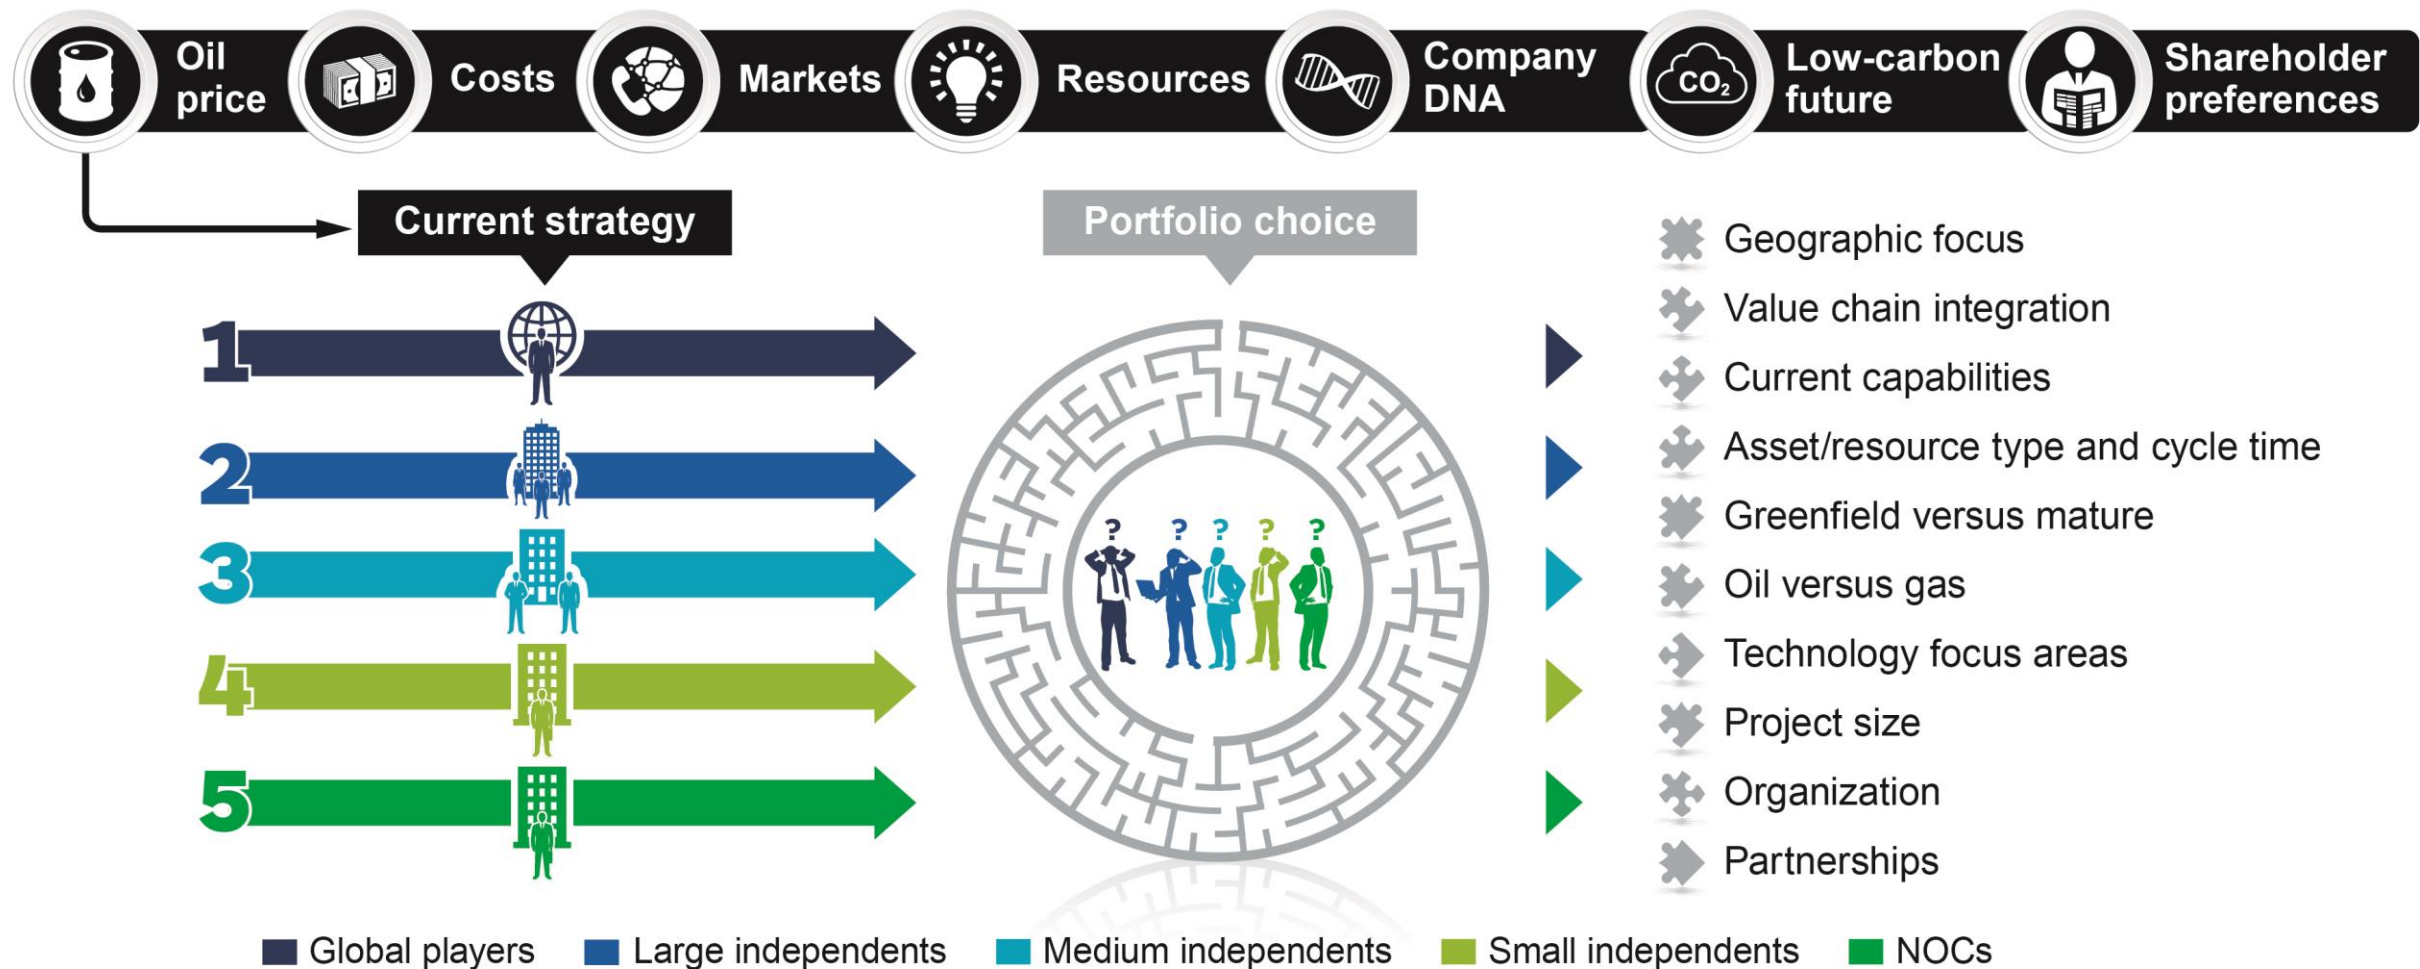 Oil
price
Costs
Markets
Resources
Company
DNA
CO₂
Low-carbon
future
Shareholder
preferences
Current strategy
Portfolio choice
1
2
3
4
5
? ? ? ? ?
Geographic focus
Value chain integration
Current capabilities
Asset/resource type and cycle time
Greenfield versus mature
Oil versus gas
Technology focus areas
Project size
Organization
Partnerships
Global players
Large independents
Medium independents
Small independents
NOCs